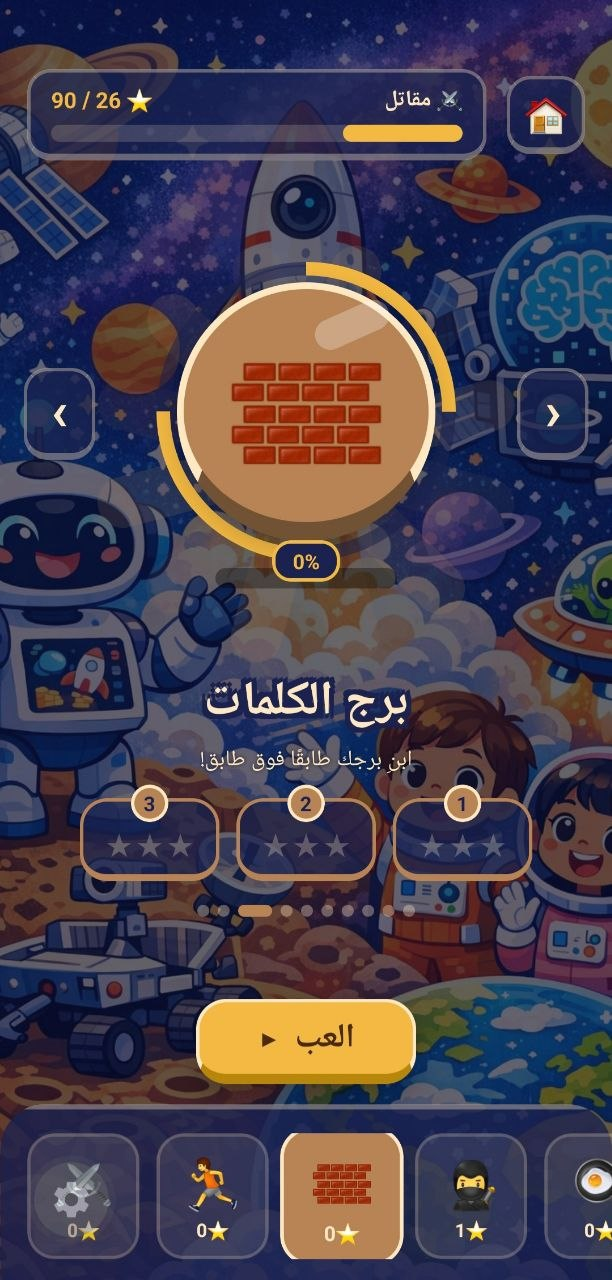 ⚔️ مقاتل
⭐ 26 / 90
0%
برج الكلمات
ابنِ برجك طابقًا فوق طابق!
1
2
3
العب ►
0⭐
1⭐
0⭐
0⭐
0⭐